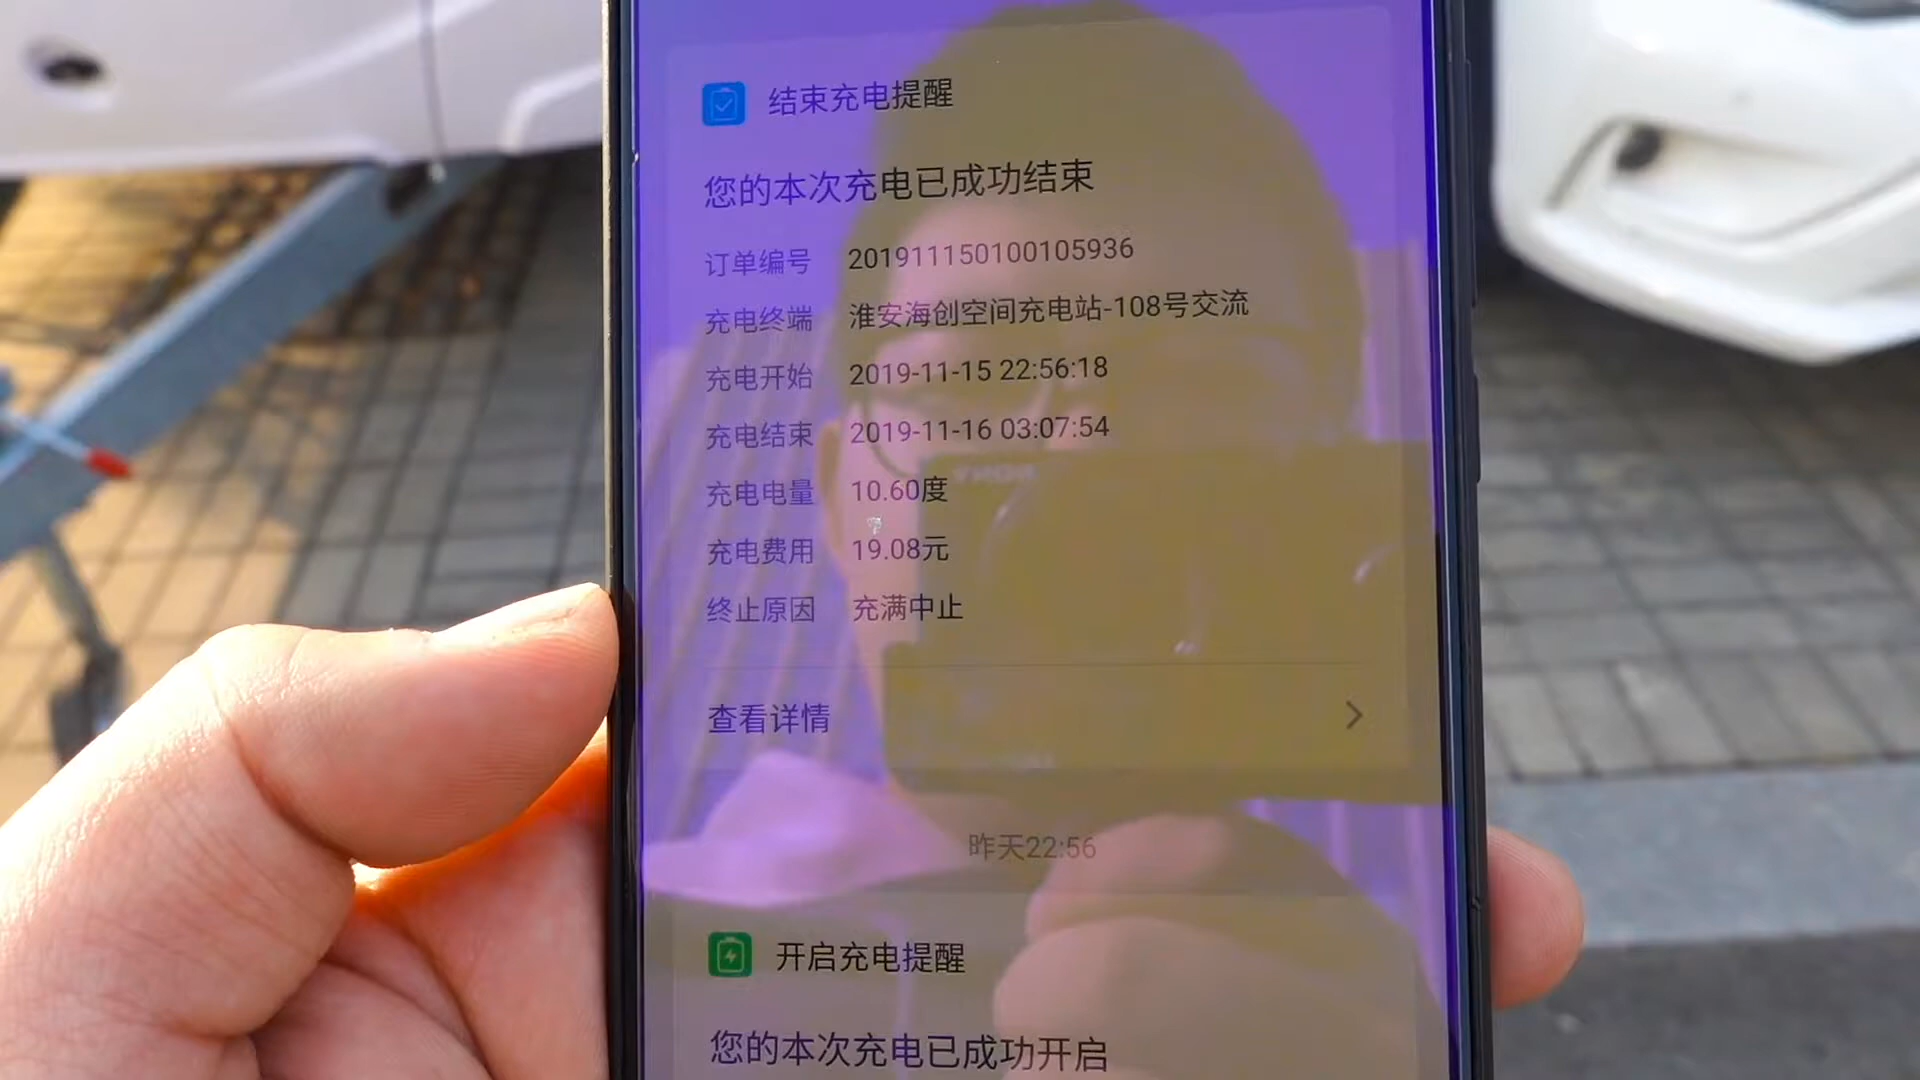 结束充电提醒
您的本次充电已成功结束
订单编号 201911150100105936
充电终端 淮安海创空间充电站-108号交流
充电开始 2019-11-15 22:56:18
充电结束 2019-11-16 03:07:54
充电电量 10.60度
充电费用 19.08元
终止原因 充满中止
查看详情
昨天22:56
开启充电提醒
您的本次充电已成功开启